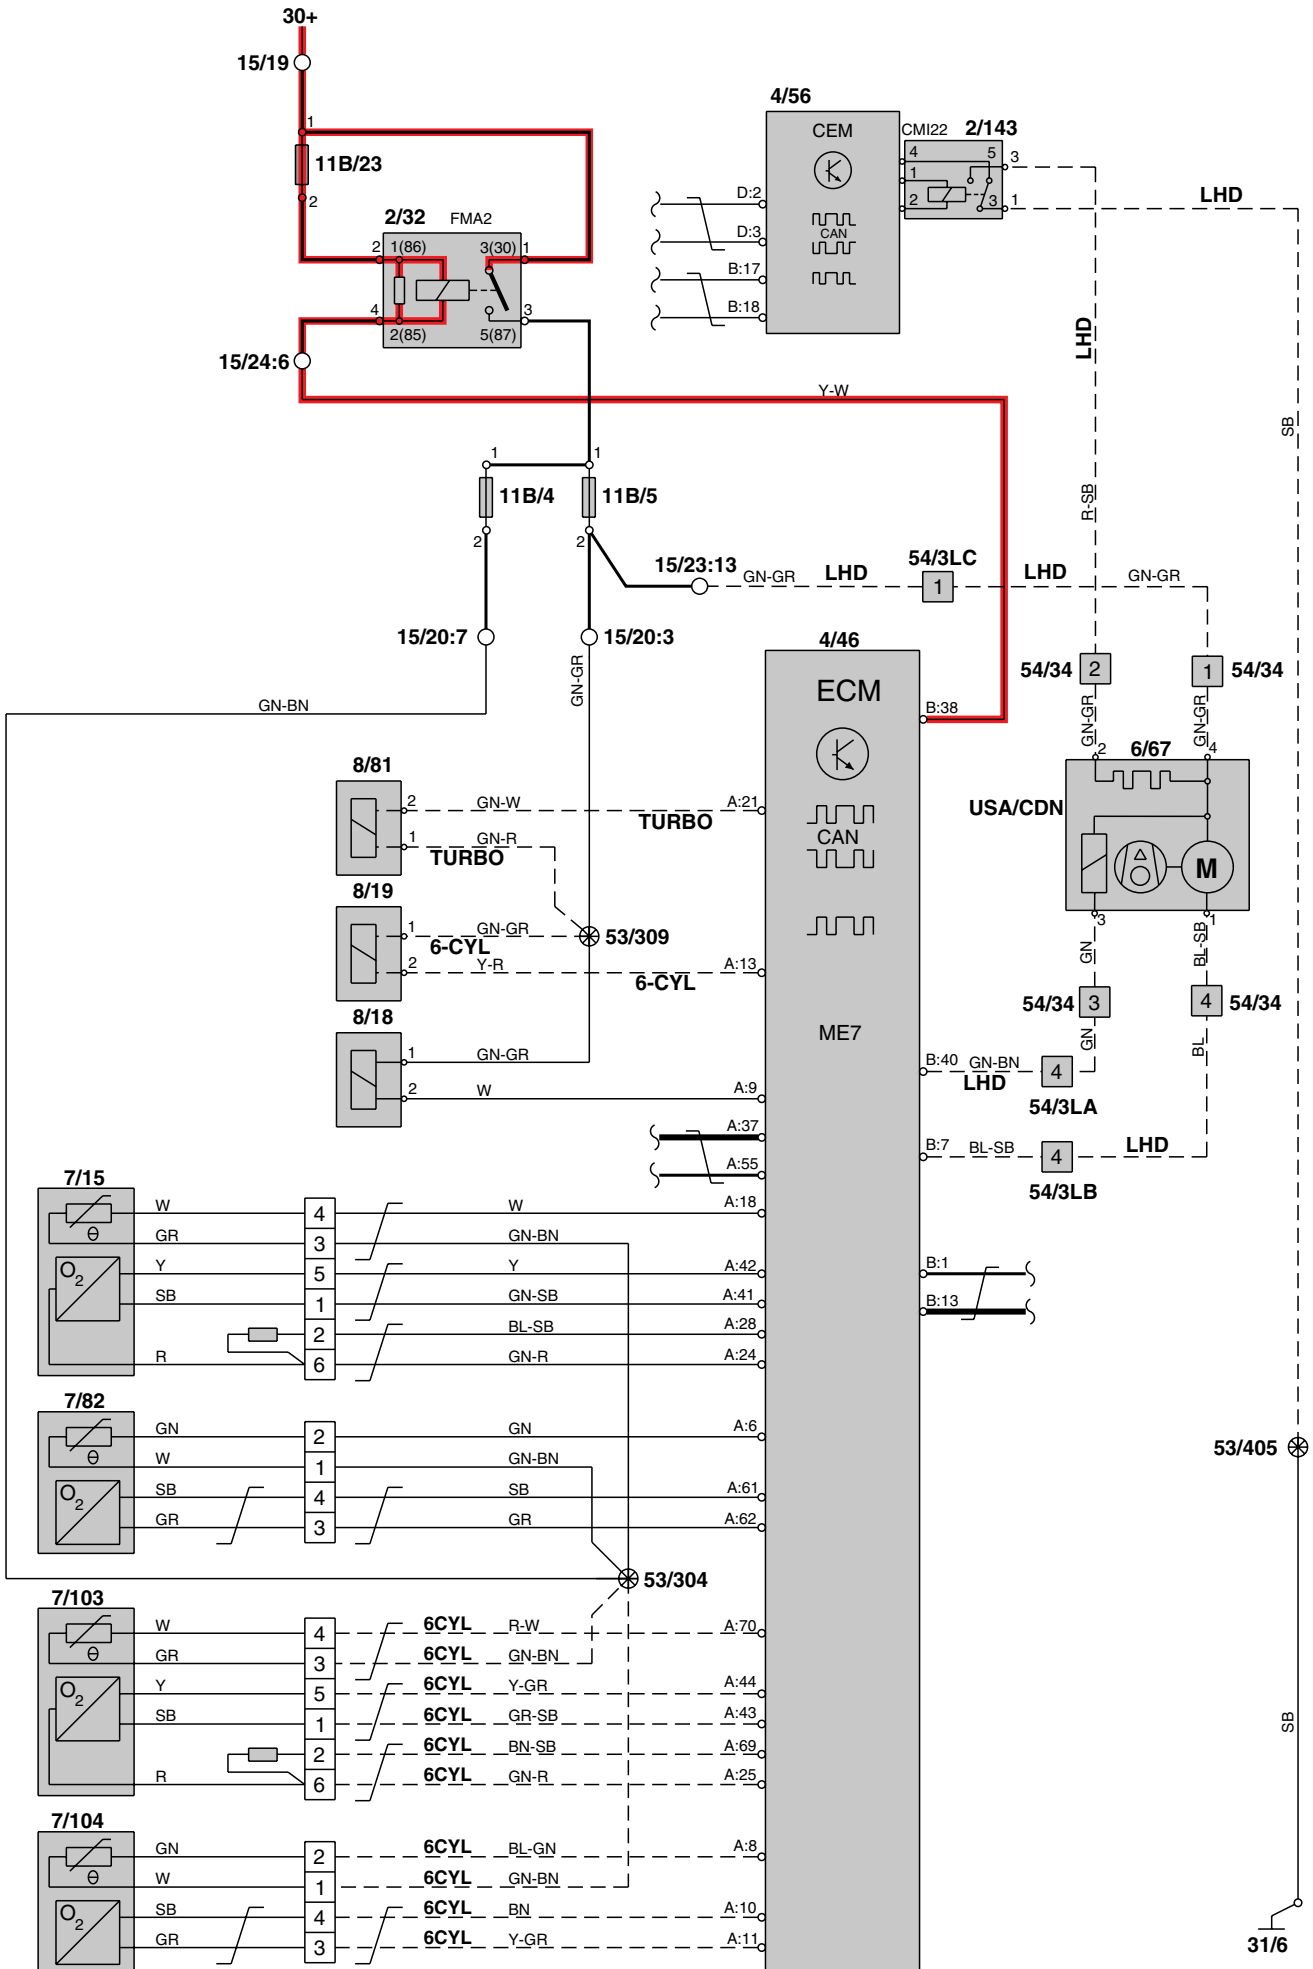 30+
15/19
1
11B/23
2
4/56
CEM
CMI22 2/143
4 5 3
1
2 3 1
LHD
D:2
D:3
CAN
B:17
B:18
2/32 FMA2
2 1(86) 3(30) 1
4 3
2(85) 5(87)
15/24:6
LHD
Y-W
SB
1 1
11B/4 11B/5
R-SB
2 2
15/23:13
GN-GR LHD
54/3LC
1
LHD GN-GR
15/20:7 15/20:3
4/46
54/34 2 1 54/34
GN-GR
GN-BN
ECM
B:38
GN-GR GN-GR
2 6/67 4
USA/CDN
M
3 1
8/81
2 GN-W TURBO A:21
1 GN-R
TURBO
CAN
8/19
1 GN-GR
6-CYL
53/309
2 Y-R 6-CYL A:13
GN BL-SB
54/34 3 4 54/34
GN BL
8/18
1 GN-GR
2 W A:9
ME7
B:40 GN-BN
LHD
4
54/3LA
A:37
A:55
B:7 BL-SB 4 LHD
54/3LB
7/15
W 4 W A:18
θ
GR 3 GN-BN
O2
Y 5 Y A:42
SB 1 GN-SB A:41
2 BL-SB A:28
R 6 GN-R A:24
B:1
B:13
7/82
GN 2 GN A:6
θ
W 1 GN-BN
O2
SB 4 SB A:61
GR 3 GR A:62
53/405
53/304
7/103
W 4 6CYL R-W A:70
θ
GR 3 6CYL GN-BN
O2
Y 5 6CYL Y-GR A:44
SB 1 6CYL GR-SB A:43
2 6CYL BN-SB A:69
R 6 6CYL GN-R A:25
SB
7/104
GN 2 6CYL BL-GN A:8
θ
W 1 6CYL GN-BN
O2
SB 4 6CYL BN A:10
GR 3 6CYL Y-GR A:11
31/6